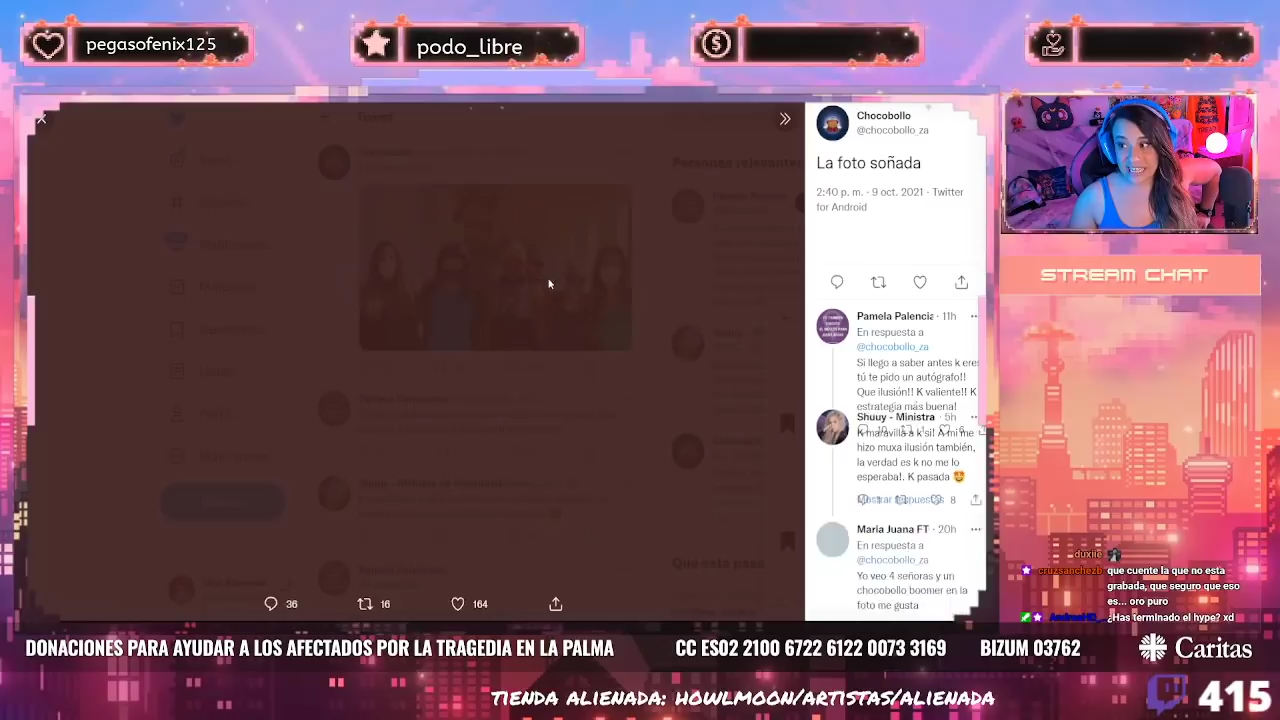 pegasofenix125
podo_libre
Chocobollo
@chocobollo_za
La foto soñada
2:40 p. m. · 9 oct. 2021 · Twitter
for Android
Pamela Palencia · 11h
En respuesta a
@chocobollo_za
Si llego a saber antes k eres
tú te pido un autógrafo!!
Que ilusión!! K valiente!! K
estrategia más buena!
Shuuy - Ministra · 5h
K maravilla a k si! A mi me
hizo muxa ilusión también,
la verdad es k no me lo
esperaba!. K pasada
Mostrar respuestas
8
Maria Juana FT · 20h
En respuesta a
@chocobollo_za
Yo veo 4 señoras y un
chocobollo boomer en la
foto me gusta
36
16
164
STREAM CHAT
duxiie
cruzsanchezb que cuente la que no esta
grabada, que seguro que eso
es... oro puro
¿Has terminado el hype? xd
DONACIONES PARA AYUDAR A LOS AFECTADOS POR LA TRAGEDIA EN LA PALMA
CC ES02 2100 6722 6122 0073 3169
BIZUM 03762
Caritas
TIENDA ALIENADA: HOWLMOON/ARTISTAS/ALIENADA
415